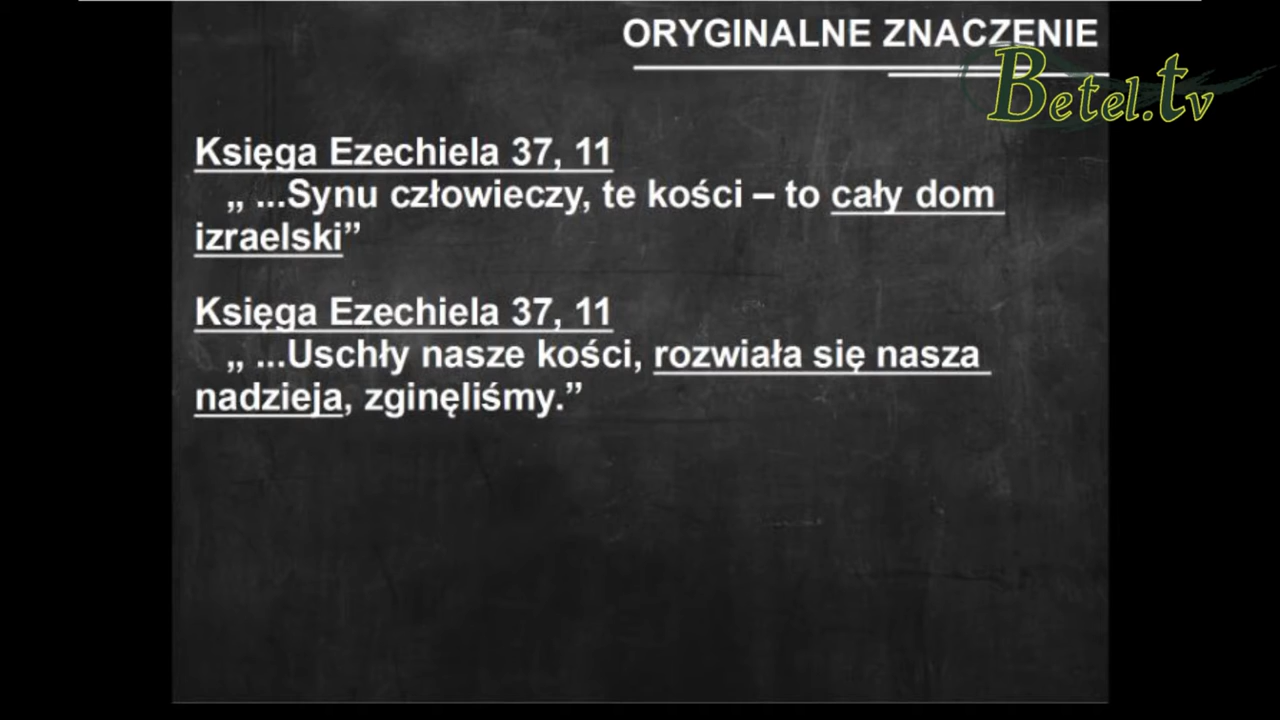 ORYGINALNE ZNACZENIE
Betel.tv
Księga Ezechiela 37, 11
„ ...Synu człowieczy, te kości – to cały dom
izraelski”
Księga Ezechiela 37, 11
„ ...Uschły nasze kości, rozwiała się nasza
nadzieja, zginęliśmy.”